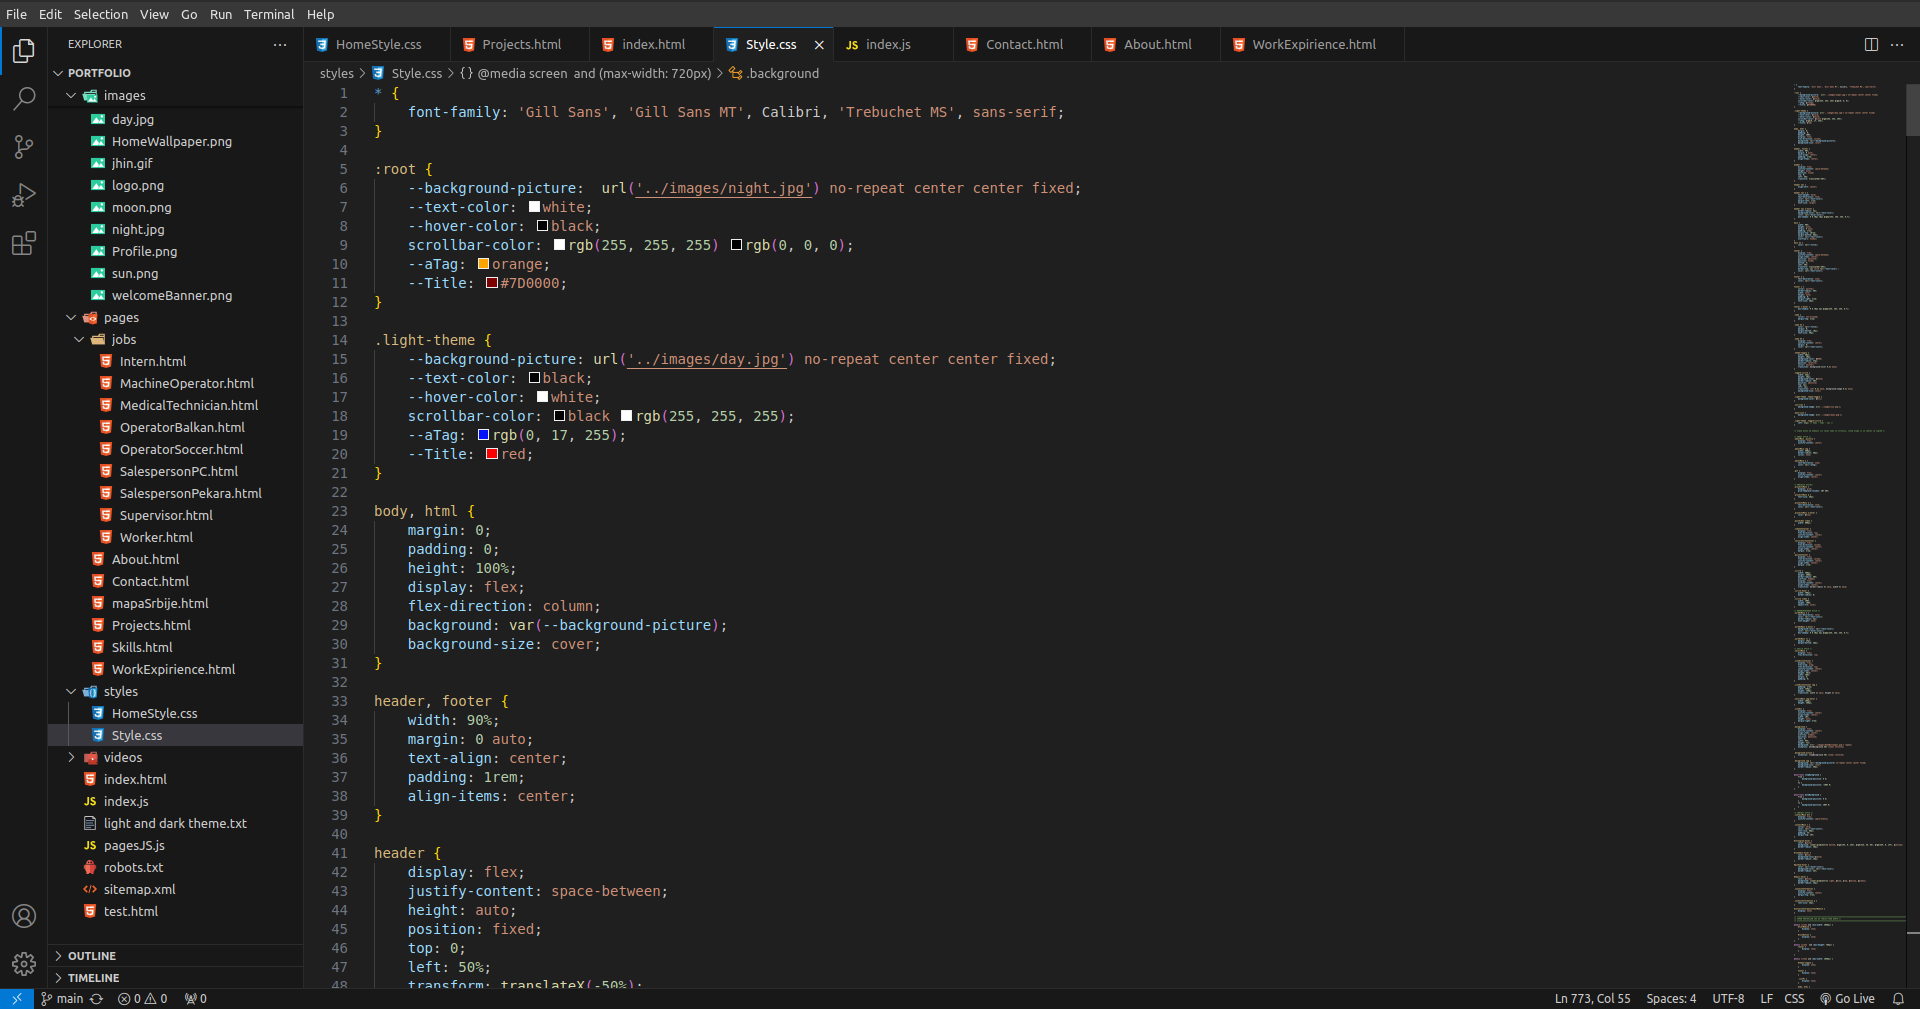 File Edit Selection View Go Run Terminal Help
EXPLORER
PORTFOLIO
images
day.jpg
HomeWallpaper.png
jhin.gif
logo.png
moon.png
night.jpg
Profile.png
sun.png
welcomeBanner.png
pages
jobs
Intern.html
MachineOperator.html
MedicalTechnician.html
OperatorBalkan.html
OperatorSoccer.html
SalespersonPC.html
SalespersonPekara.html
Supervisor.html
Worker.html
About.html
Contact.html
mapaSrbije.html
Projects.html
Skills.html
WorkExpirience.html
styles
HomeStyle.css
Style.css
videos
index.html
JS index.js
light and dark theme.txt
JS pagesJS.js
robots.txt
sitemap.xml
test.html
OUTLINE
TIMELINE
HomeStyle.css Projects.html index.html Style.css JS index.js Contact.html About.html WorkExpirience.html
styles > Style.css > {} @media screen and (max-width: 720px) > .background
1 * {
2 font-family: 'Gill Sans', 'Gill Sans MT', Calibri, 'Trebuchet MS', sans-serif;
3 }
4
5 :root {
6 --background-picture:  url('../images/night.jpg') no-repeat center center fixed;
7 --text-color: white;
8 --hover-color: black;
9 scrollbar-color: rgb(255, 255, 255) rgb(0, 0, 0);
10 --aTag: orange;
11 --Title: #7D0000;
12 }
13
14 .light-theme {
15 --background-picture: url('../images/day.jpg') no-repeat center center fixed;
16 --text-color: black;
17 --hover-color: white;
18 scrollbar-color: black rgb(255, 255, 255);
19 --aTag: rgb(0, 17, 255);
20 --Title: red;
21 }
22
23 body, html {
24 margin: 0;
25 padding: 0;
26 height: 100%;
27 display: flex;
28 flex-direction: column;
29 background: var(--background-picture);
30 background-size: cover;
31 }
32
33 header, footer {
34 width: 90%;
35 margin: 0 auto;
36 text-align: center;
37 padding: 1rem;
38 align-items: center;
39 }
40
41 header {
42 display: flex;
43 justify-content: space-between;
44 height: auto;
45 position: fixed;
46 top: 0;
47 left: 50%;
48 transform: translateX(-50%);
main 0 0 0 Ln 773, Col 55 Spaces: 4 UTF-8 LF CSS Go Live